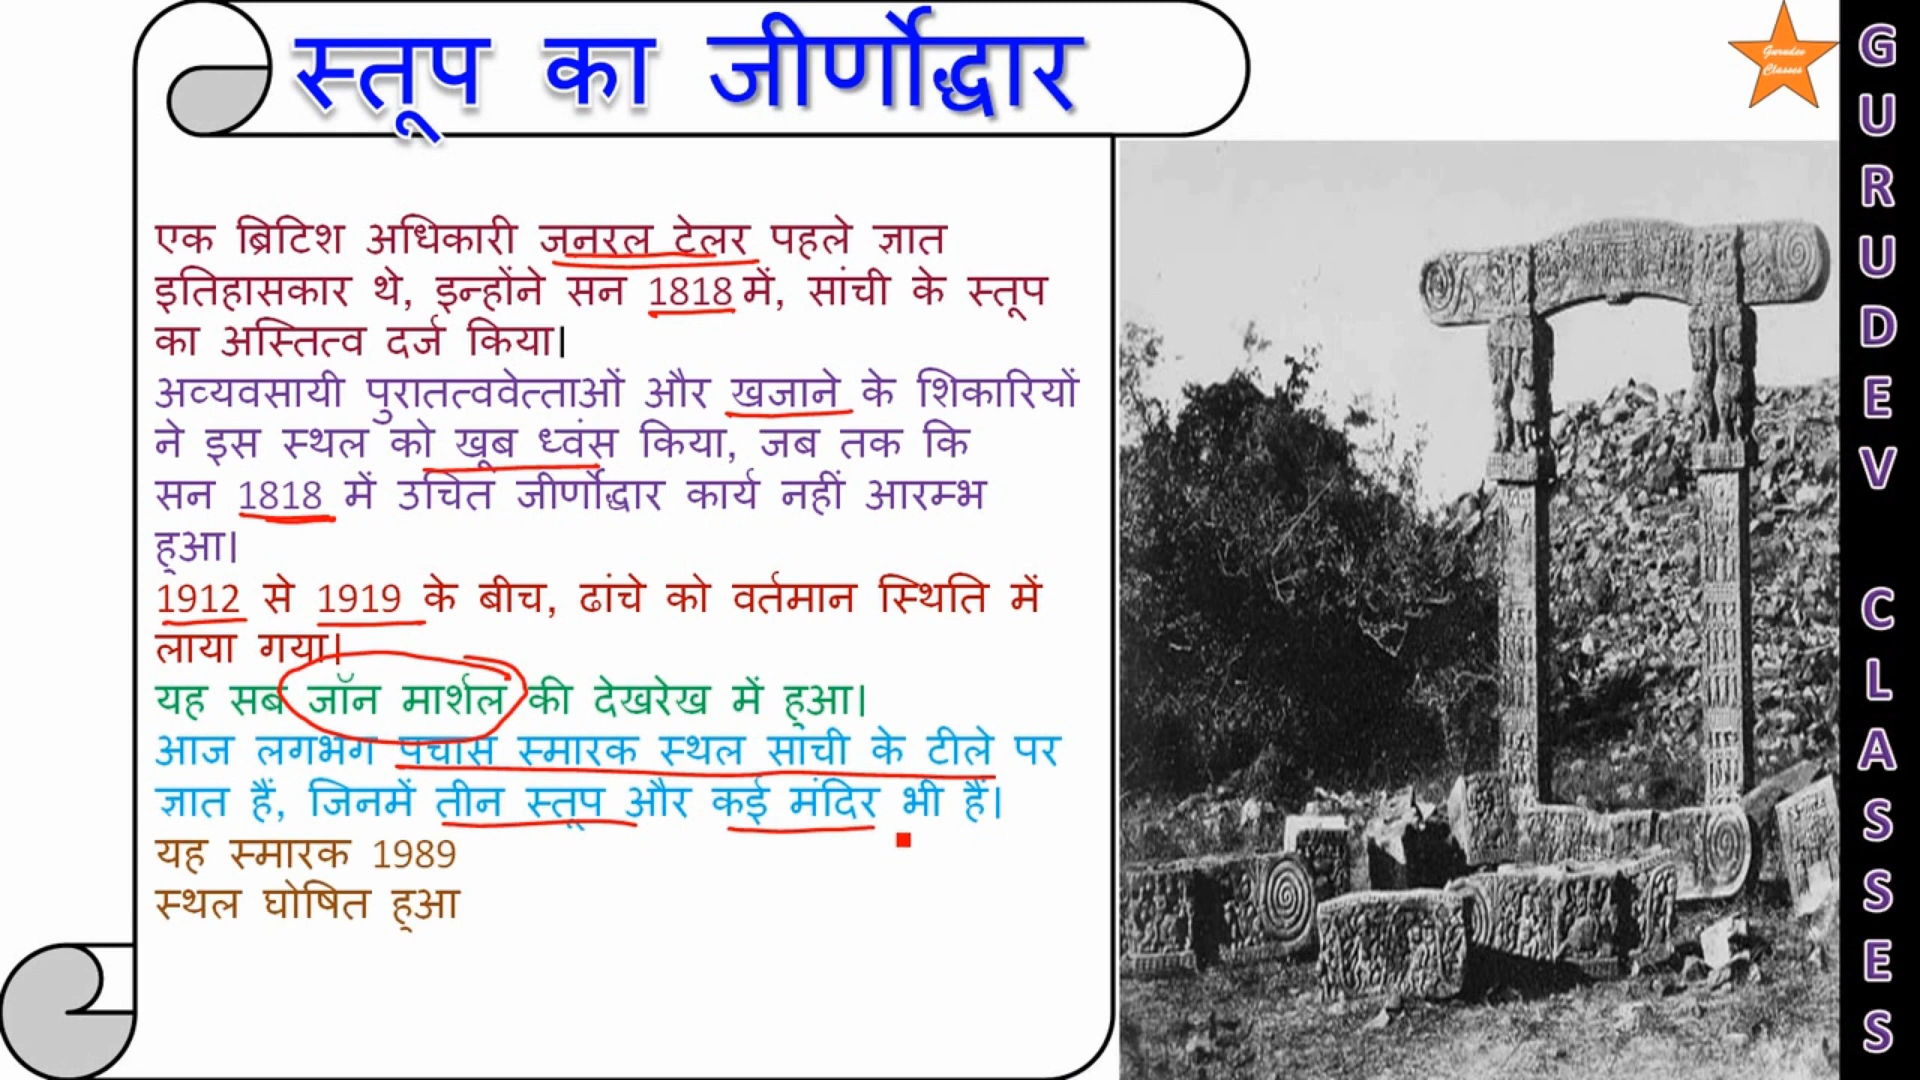 स्तूप का जीर्णोद्धार
एक ब्रिटिश अधिकारी जनरल टेलर पहले ज्ञात
इतिहासकार थे, इन्होंने सन 1818 में, सांची के स्तूप
का अस्तित्व दर्ज किया।
अव्यवसायी पुरातत्ववेत्ताओं और खजाने के शिकारियों
ने इस स्थल को खूब ध्वंस किया, जब तक कि
सन 1818 में उचित जीर्णोद्धार कार्य नहीं आरम्भ
हुआ।
1912 से 1919 के बीच, ढांचे को वर्तमान स्थिति में
लाया गया।
यह सब जॉन मार्शल की देखरेख में हुआ।
आज लगभग पचास स्मारक स्थल सांची के टीले पर
ज्ञात हैं, जिनमें तीन स्तूप और कई मंदिर भी हैं।
यह स्मारक 1989
स्थल घोषित हुआ
Gurudev
Classes
GURUDEV CLASSES